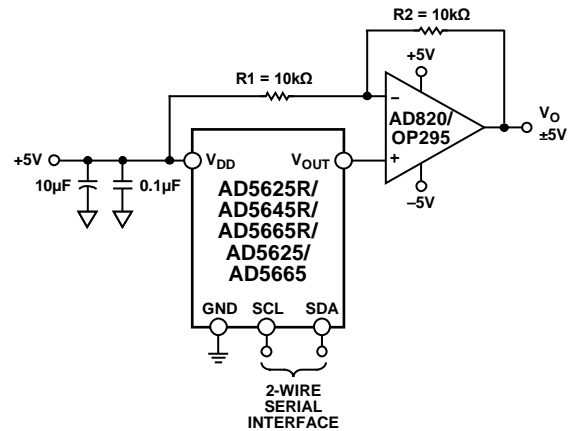 R2 = 10kΩ
+5V
R1 = 10kΩ
−
AD820/
OP295
+
VO
±5V
−5V
+5V
10µF
0.1µF
VDD
VOUT
AD5625R/
AD5645R/
AD5665R/
AD5625/
AD5665
GND SCL SDA
2-WIRE
SERIAL
INTERFACE